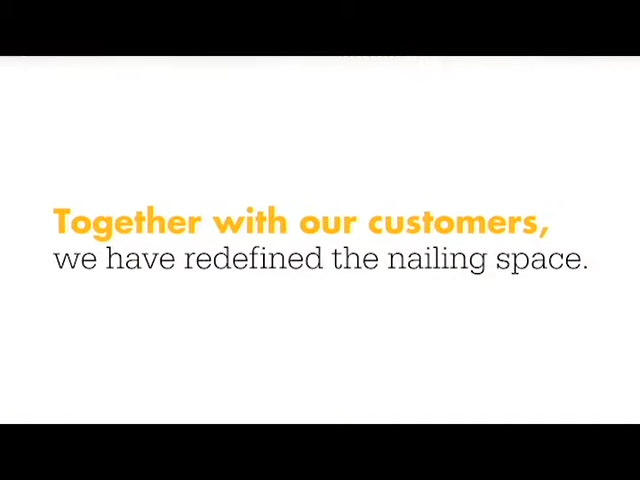 Together with our customers,
we have redefined the nailing space.